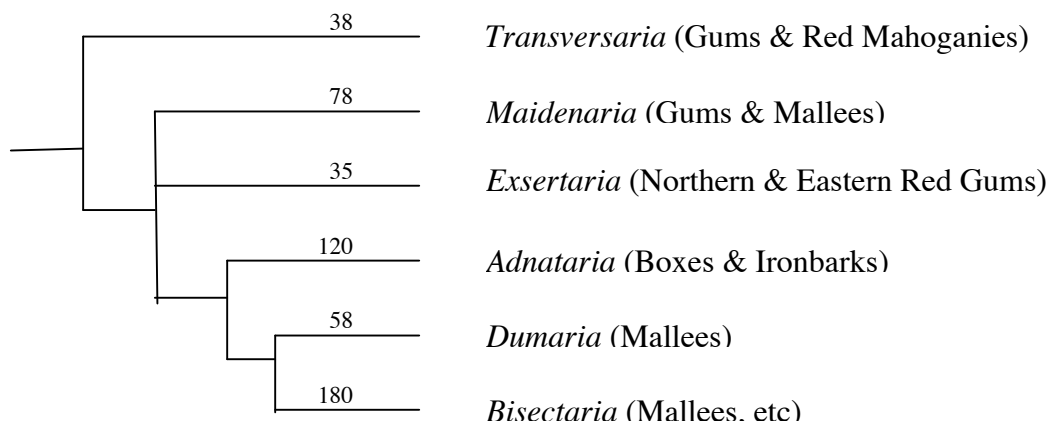 38 Transversaria (Gums & Red Mahoganies)
78 Maidenaria (Gums & Mallees)
35 Exsertaria (Northern & Eastern Red Gums)
120 Adnataria (Boxes & Ironbarks)
58 Dumaria (Mallees)
180 Bisectaria (Mallees, etc)